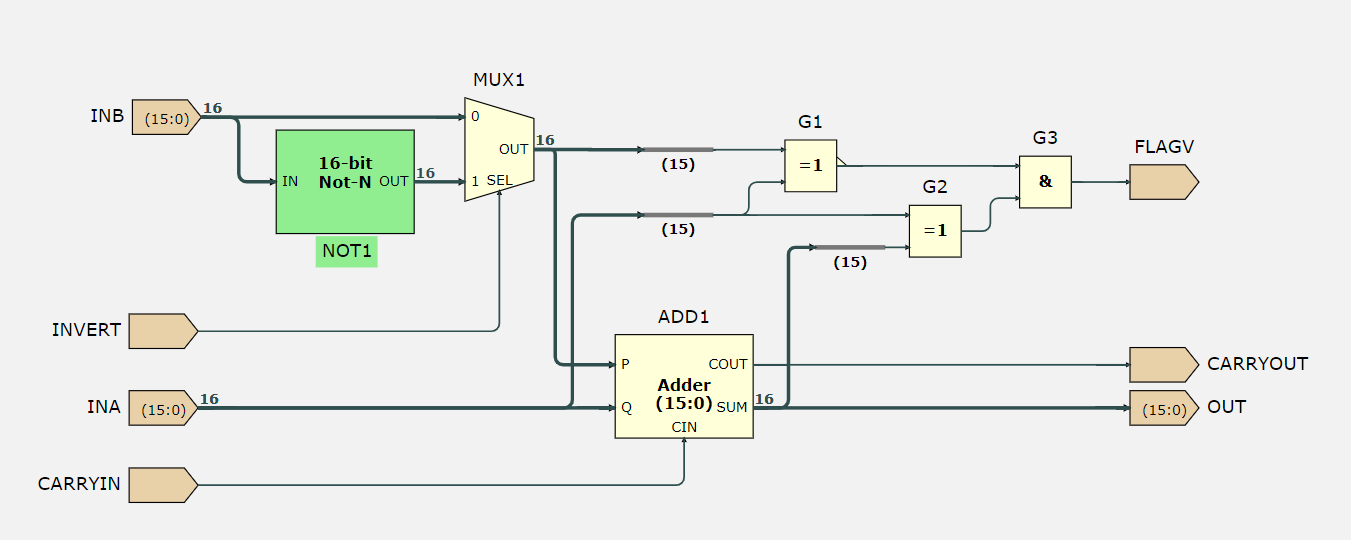 MUX1
INB
(15:0)
16
0
16-bit
Not-N
IN
OUT
16
1
SEL
OUT
16
NOT1
(15)
(15)
G1
=1
G2
=1
(15)
G3
&
FLAGV
INVERT
ADD1
P
COUT
Adder
(15:0)
Q
SUM
16
CIN
CARRYOUT
INA
(15:0)
16
(15:0)
OUT
CARRYIN